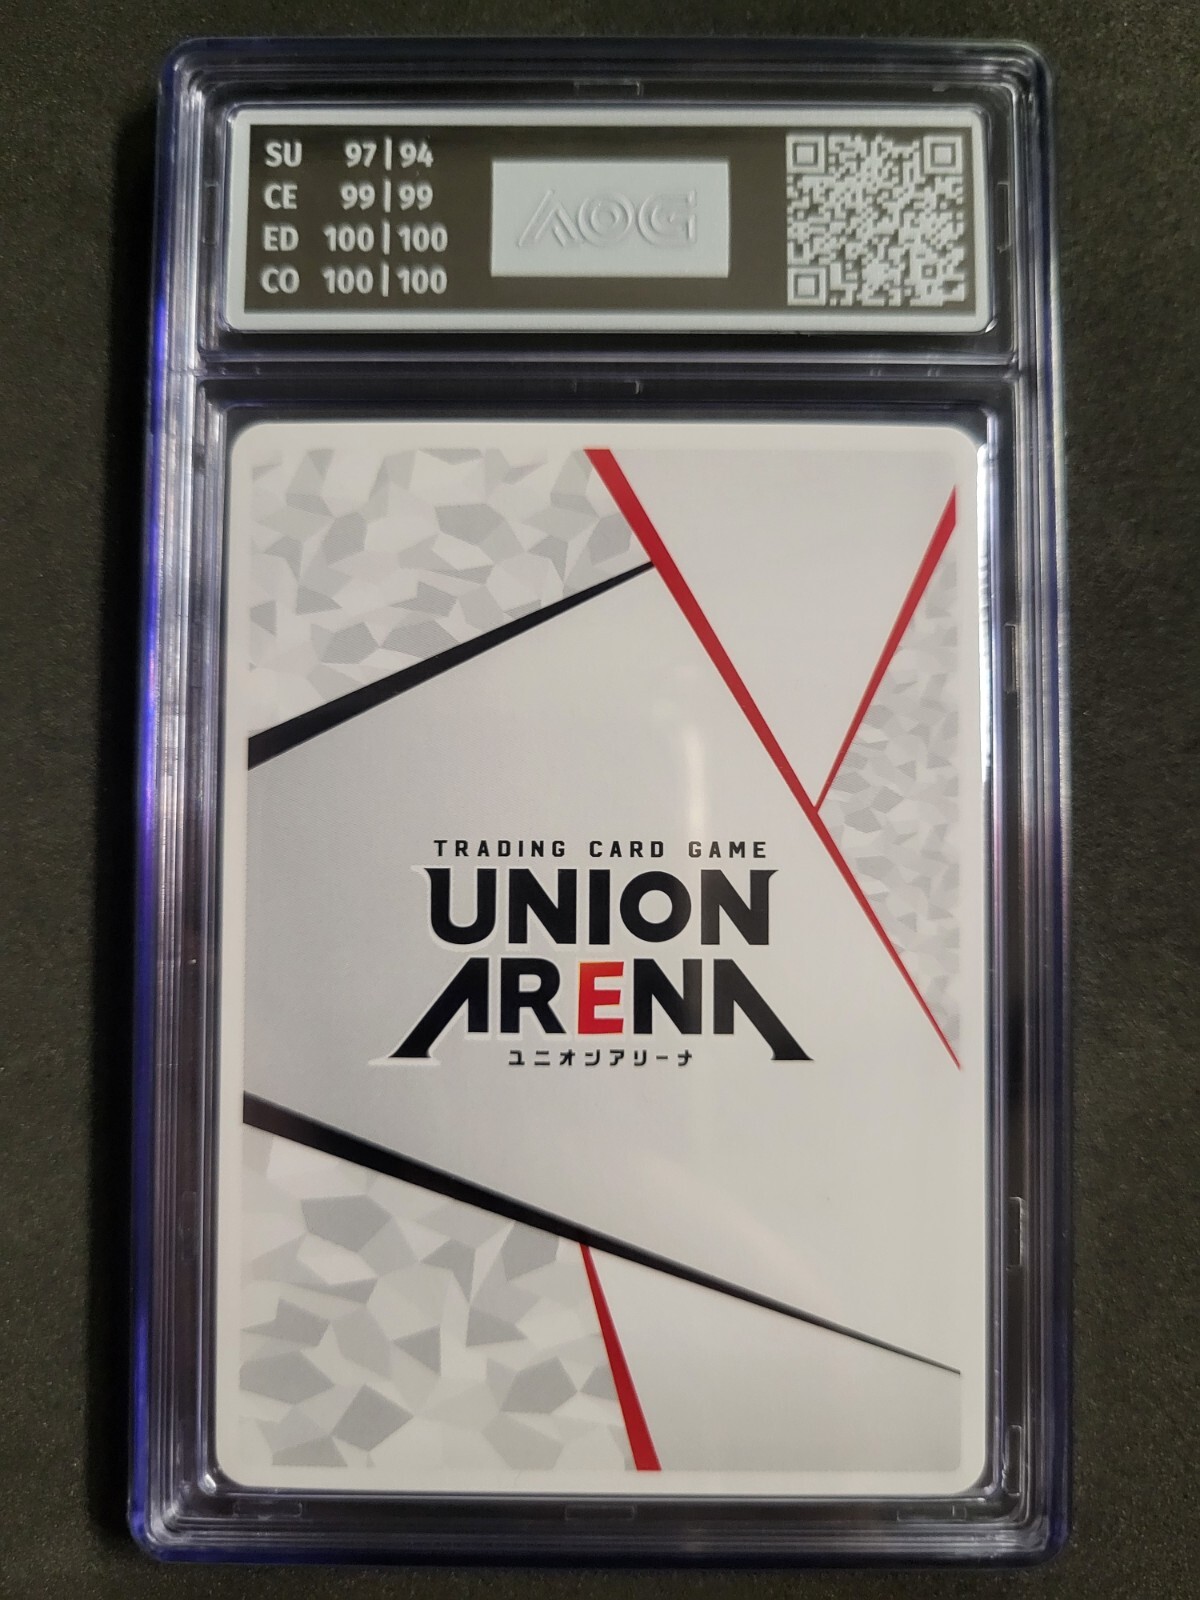 SU 97|94
CE 99|99
ED 100|100
CO 100|100
AOG
TRADING CARD GAME
UNION
ARENA
ユニオンアリーナ